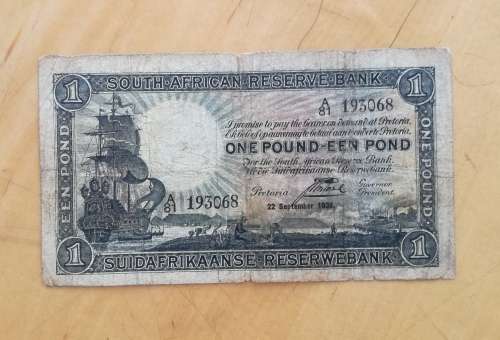 SOUTH AFRICAN RESERVE BANK
1
1
A/81 193068
I promise to pay the Bearer on Demand at Pretoria
ONE POUND-EEN POND
For the South African Reserve Bank.
Pretoria
Governor
President.
A/81 193068
22 September
EEN POND
ONE POUND
1
1
SUIDAFRIKAANSE RESERWEBANK